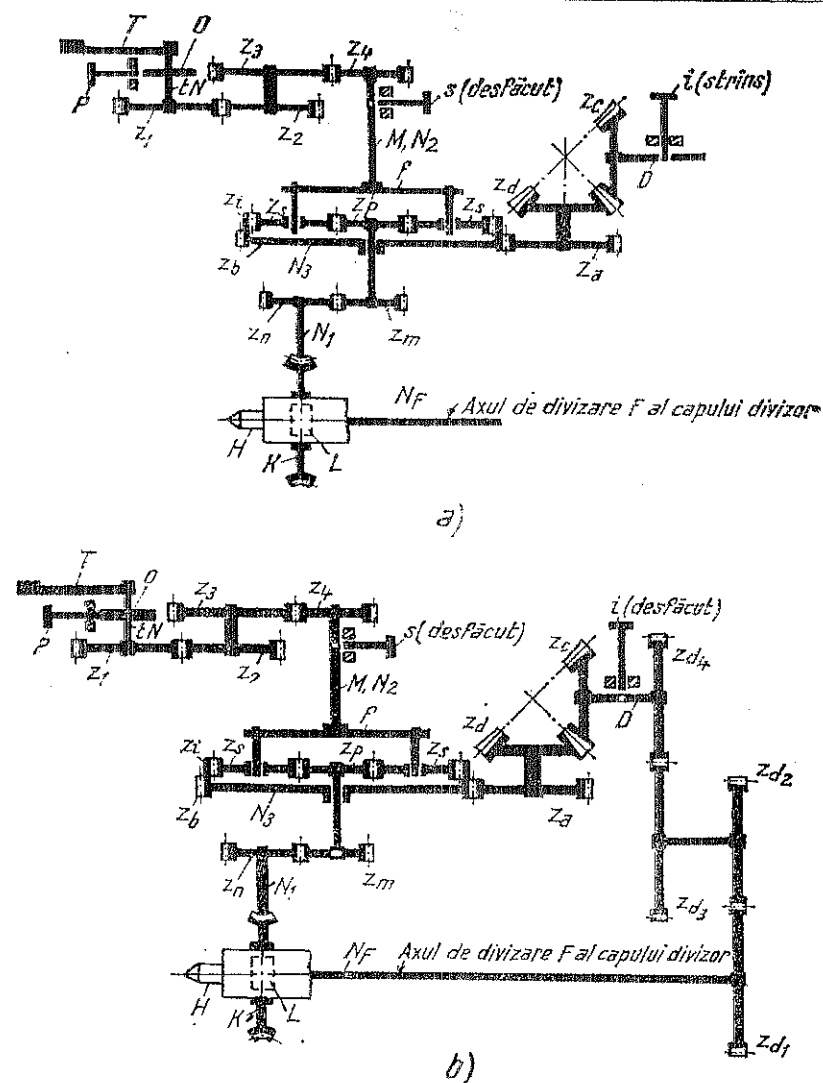 T O z3 z4
P tN s (desfăcut) i (strîns)
z1 z2 zc
M, N2 D
f zd
zi zs zp zs
zb N3 za
zn N1 zm
NF Axul de divizare F al capului divizor
H K L
a)
T O z3 z4 i (desfăcut)
P tN s (desfăcut) zc zd4
z1 z2
M, N2 D
f zd
zi zs zp zs zd2
zb N3 za
zn N1 zm zd3
NF Axul de divizare F al capului divizor
H K L
zd1
b)